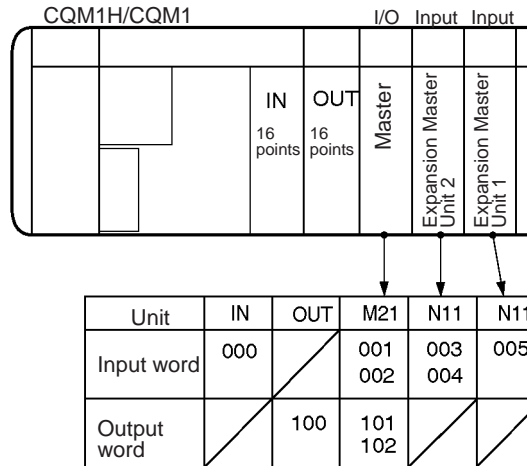 CQM1H/CQM1 I/O Input Input
IN OUT Master Expansion Master Unit 2 Expansion Master Unit 1
16 points 16 points
Unit IN OUT M21 N11 N11
Input word 000 001 003 005
002 004
Output word 100 101
102